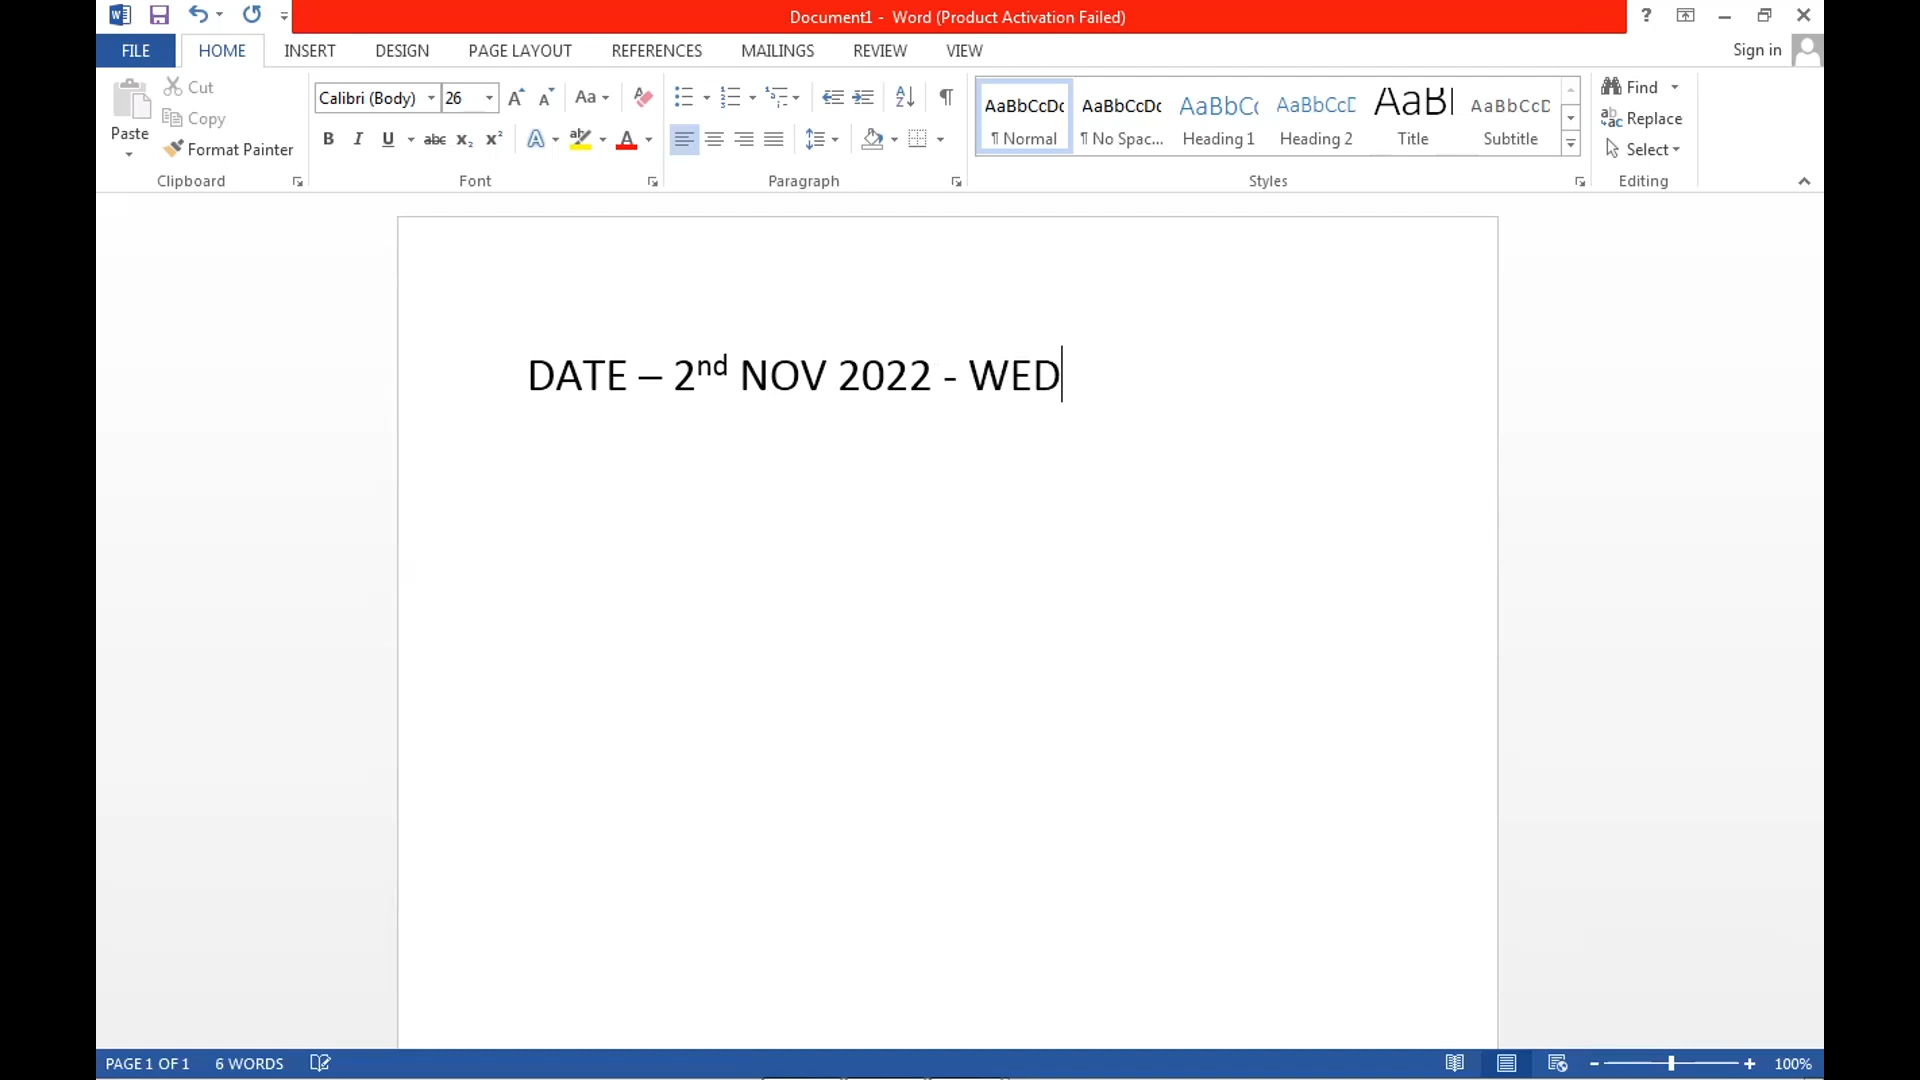 Document1 - Word (Product Activation Failed)
?
FILE HOME INSERT DESIGN PAGE LAYOUT REFERENCES MAILINGS REVIEW VIEW Sign in
Paste
Cut
Copy
Format Painter
Clipboard
Calibri (Body) 26
Font
Paragraph
AaBbCcDc AaBbCcDc AaBbC AaBbCcD AaB AaBbCcD
¶ Normal ¶ No Spac... Heading 1 Heading 2 Title Subtitle
Styles
Find
Replace
Select
Editing
DATE – 2nd NOV 2022 - WED
PAGE 1 OF 1 6 WORDS 100%